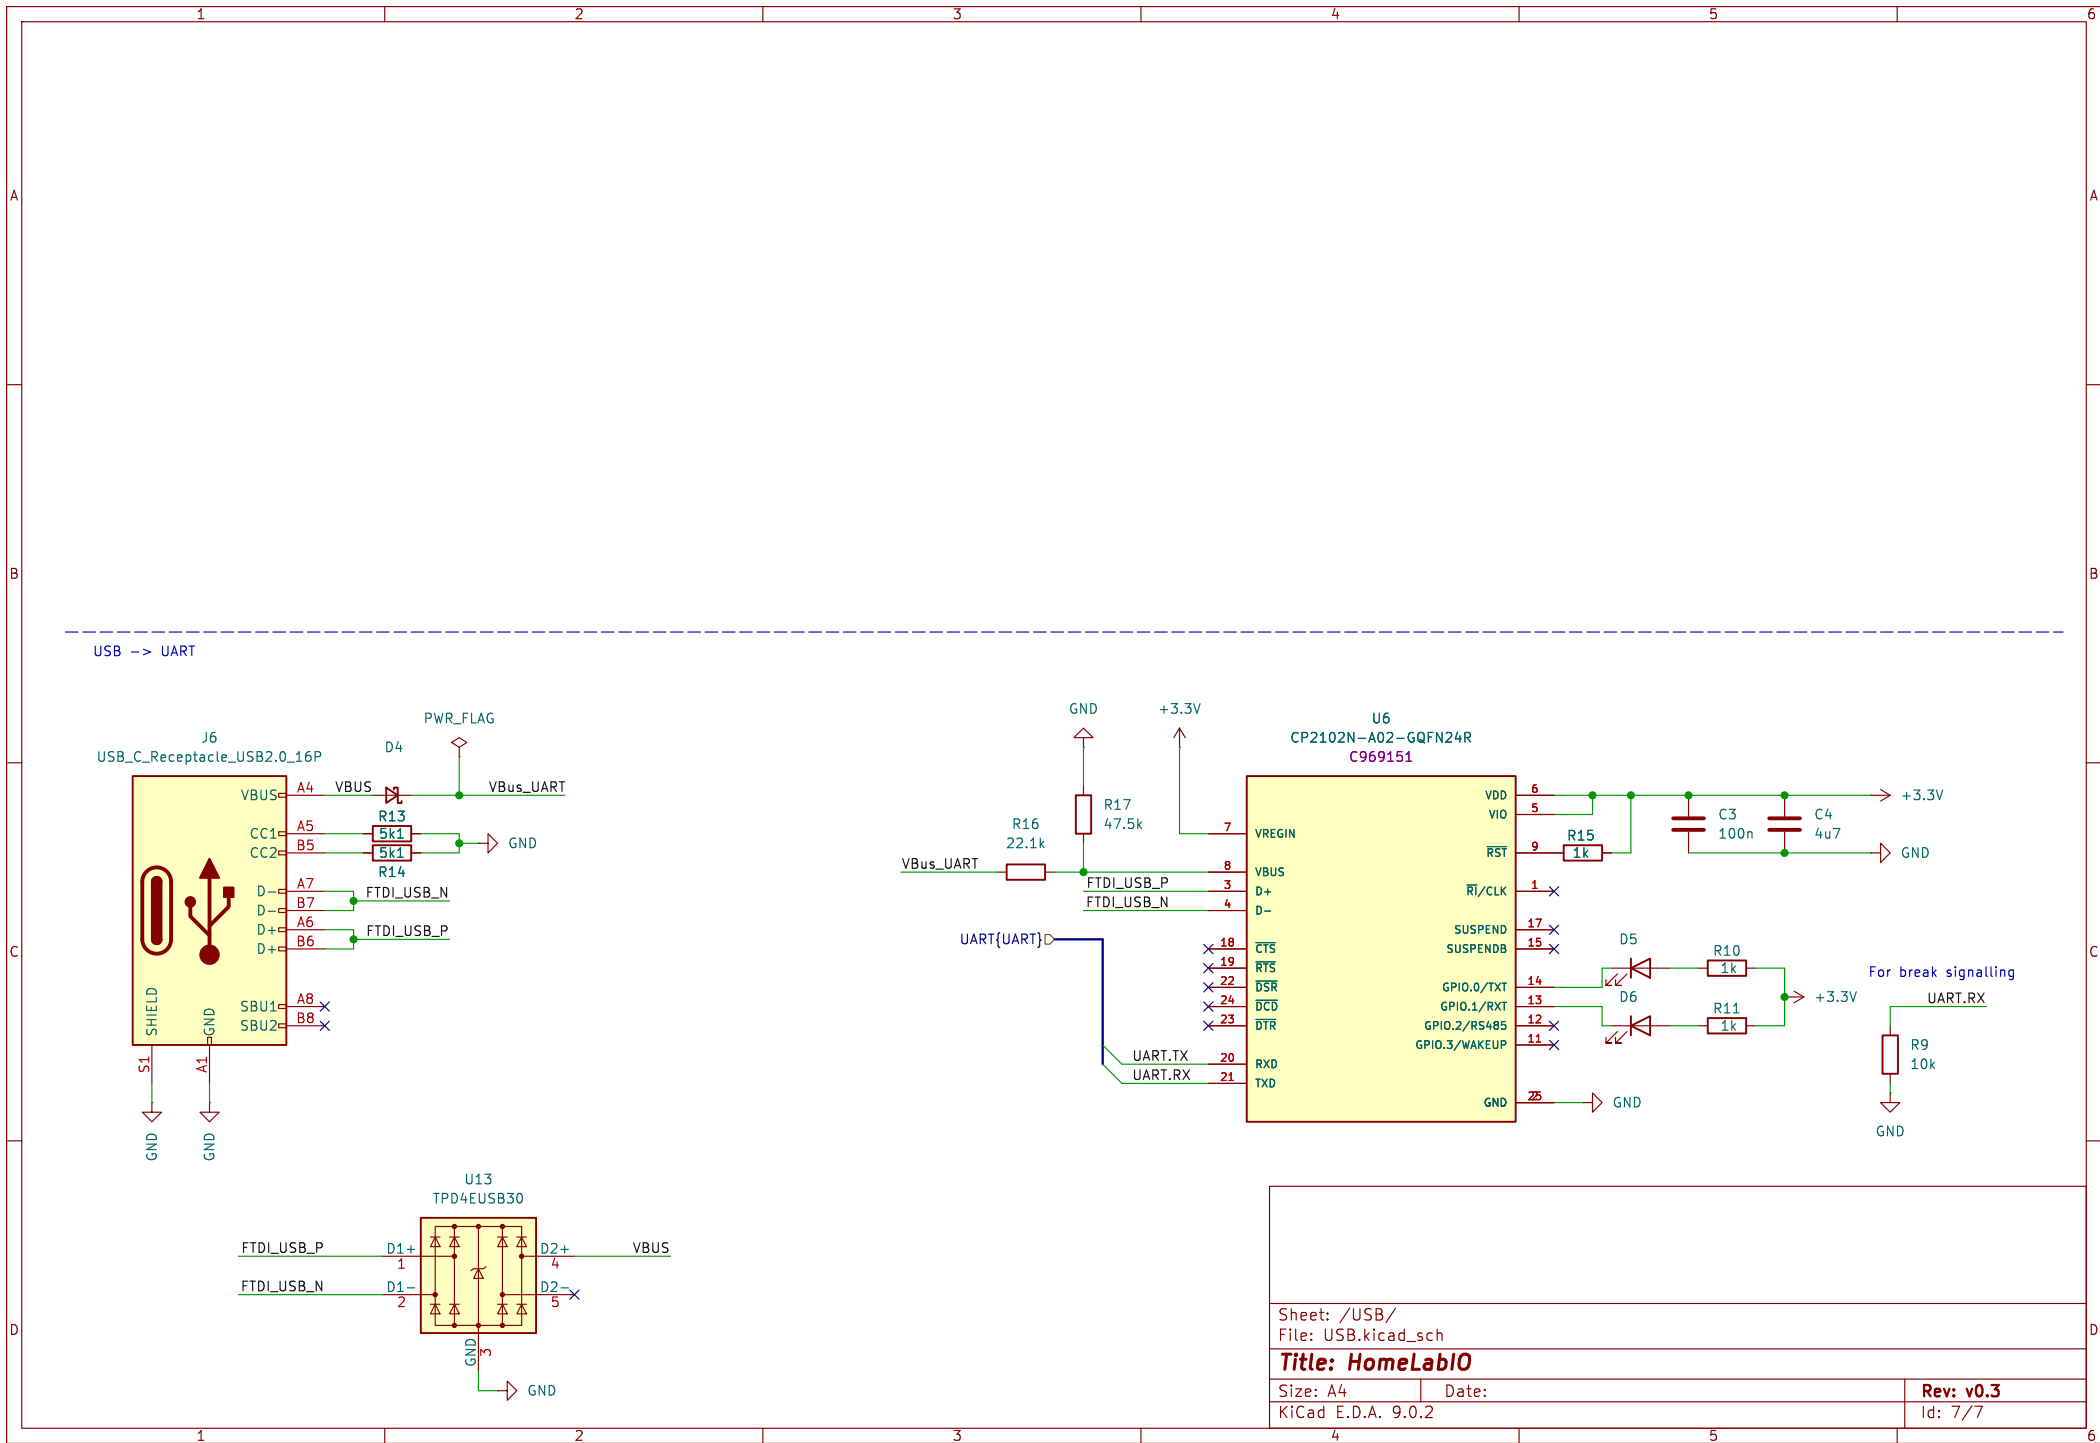 1 2 3 4 5 6
A A
B B
USB -> UART
PWR_FLAG
GND
+3.3V
U6
CP2102N-A02-GQFN24R
C969151
J6
USB_C_Receptacle_USB2.0_16P
D4
VBUS A4 VBUS VBus_UART
R13
CC1 A5 5k1
GND
CC2 B5 5k1
R14
D- A7
FTDI_USB_N
D- B7
D+ A6
FTDI_USB_P
D+ B6
SBU1 A8
SBU2 B8
SHIELD
GND
S1
A1
GND
GND
R17
47.5k
R16
22.1k
VBus_UART
FTDI_USB_P
FTDI_USB_N
UART{UART}
UART.TX
UART.RX
7 VREGIN
8 VBUS
3 D+
4 D-
18 CTS
19 RTS
22 DSR
24 DCD
23 DTR
20 RXD
21 TXD
VDD 6
VIO 5
RST 9
RI/CLK 1
SUSPEND 17
SUSPENDB 15
GPIO.0/TXT 14
GPIO.1/RXT 13
GPIO.2/RS485 12
GPIO.3/WAKEUP 11
GND 25
GND
R15
1k
C3
100n
C4
4u7
+3.3V
GND
D5
R10
1k
D6
R11
1k
+3.3V
For break signalling
UART.RX
R9
10k
GND
C C
U13
TPD4EUSB30
FTDI_USB_P D1+ 1
FTDI_USB_N D1- 2
D2+ 4 VBUS
D2- 5
GND
3
GND
D D
Sheet: /USB/
File: USB.kicad_sch
Title: HomeLabIO
Size: A4 Date: Rev: v0.3
KiCad E.D.A. 9.0.2 Id: 7/7
1 2 3 4 5 6